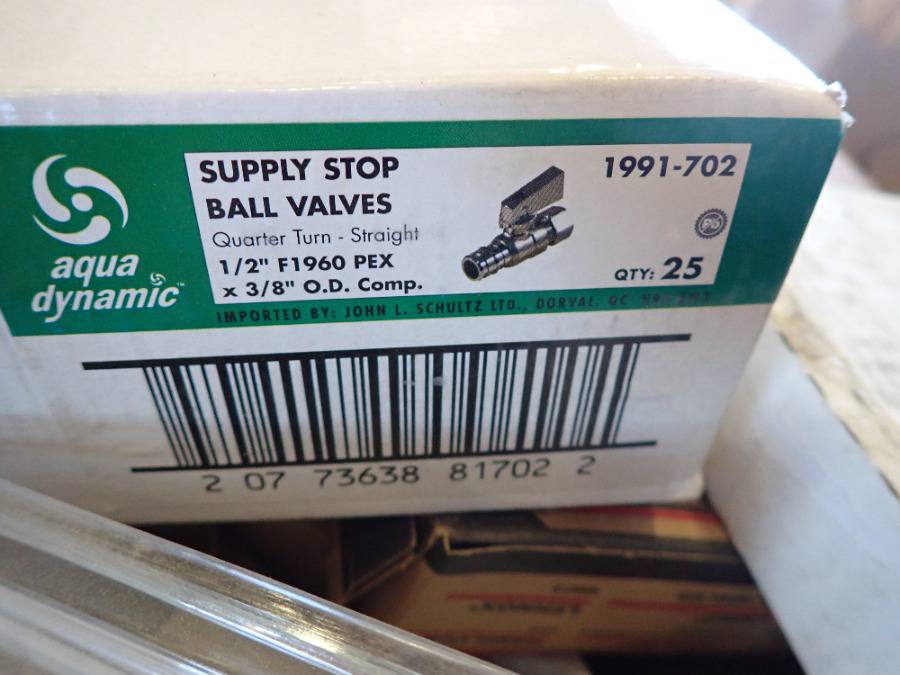 aqua
dynamic™
SUPPLY STOP
BALL VALVES
Quarter Turn - Straight
1/2" F1960 PEX
x 3/8" O.D. Comp.
1991-702
QTY: 25
IMPORTED BY: JOHN L. SCHULTZ LTD., DORVAL, QC
2 07 73638 81702 2